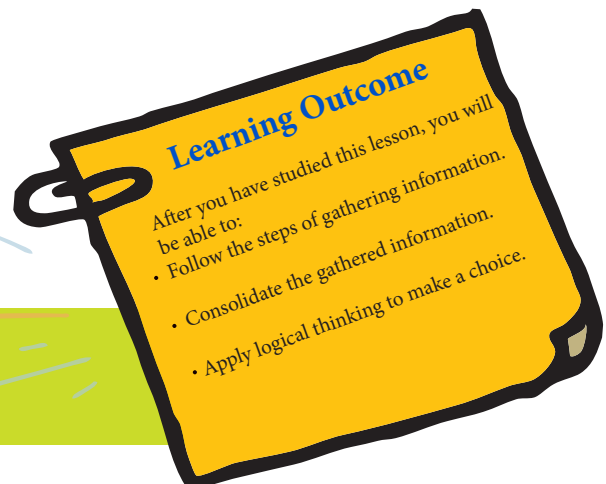 Learning Outcome
After you have studied this lesson, you will
be able to:
• Follow the steps of gathering information.
• Consolidate the gathered information.
• Apply logical thinking to make a choice.